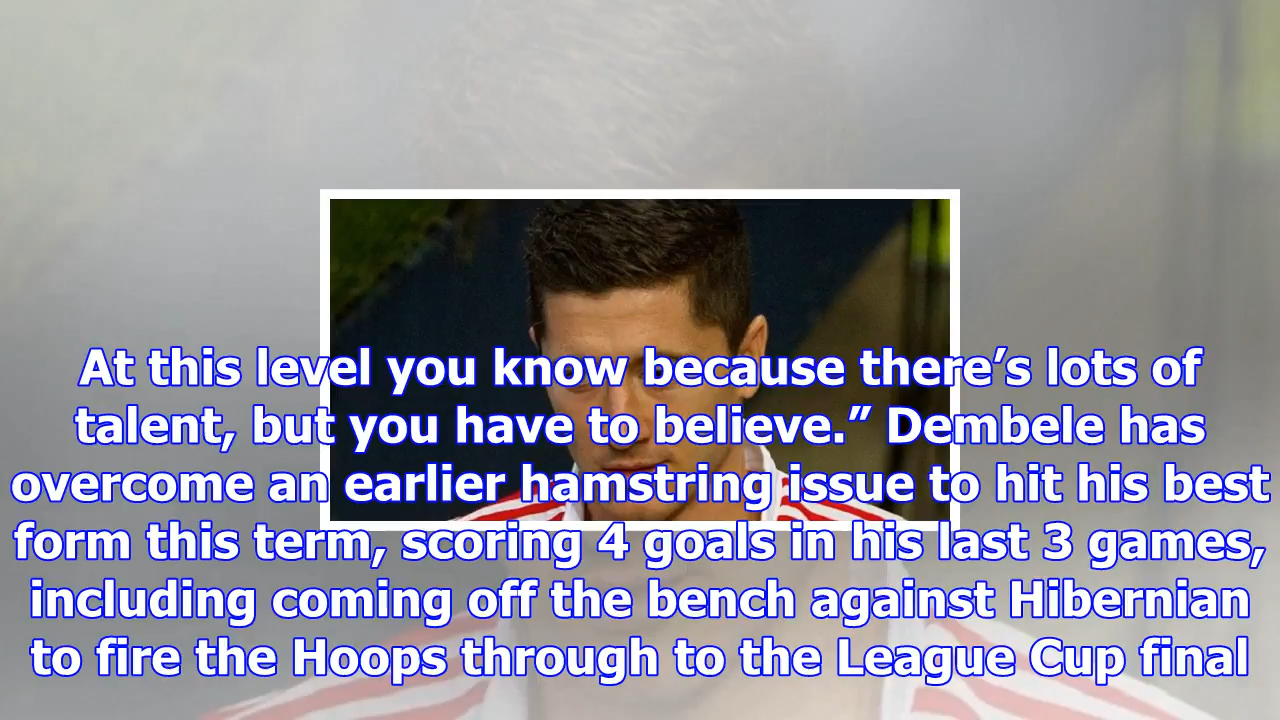 At this level you know because there’s lots of
talent, but you have to believe.” Dembele has
overcome an earlier hamstring issue to hit his best
form this term, scoring 4 goals in his last 3 games,
including coming off the bench against Hibernian
to fire the Hoops through to the League Cup final